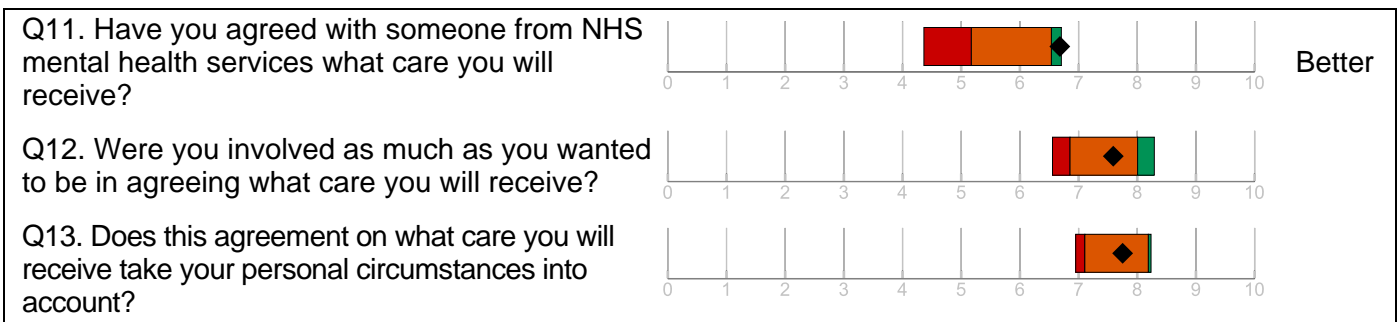 Q11. Have you agreed with someone from NHS
mental health services what care you will
receive?
0 1 2 3 4 5 6 7 8 9 10
Better
Q12. Were you involved as much as you wanted
to be in agreeing what care you will receive?
0 1 2 3 4 5 6 7 8 9 10
Q13. Does this agreement on what care you will
receive take your personal circumstances into
account?
0 1 2 3 4 5 6 7 8 9 10